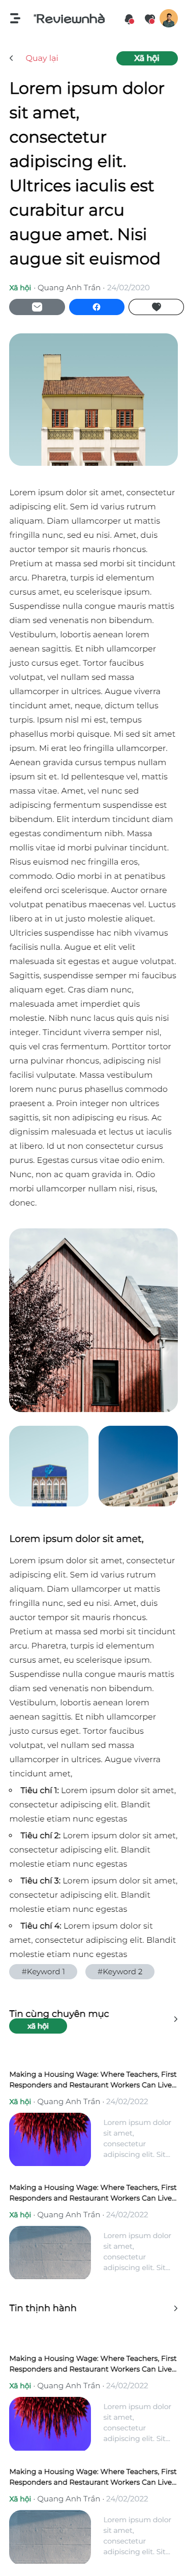 Reviewnhà
Quay lại
Xã hội
Lorem ipsum dolor
sit amet,
consectetur
adipiscing elit.
Ultrices iaculis est
curabitur arcu
augue amet. Nisi
augue sit euismod
Xã hội · Quang Anh Trần · 24/02/2020
Lorem ipsum dolor sit amet, consectetur
adipiscing elit. Sem id varius rutrum
aliquam. Diam ullamcorper ut mattis
fringilla nunc, sed eu nisi. Amet, duis
auctor tempor sit mauris rhoncus.
Pretium at massa sed morbi sit tincidunt
arcu. Pharetra, turpis id elementum
cursus amet, eu scelerisque ipsum.
Suspendisse nulla congue mauris mattis
diam sed venenatis non bibendum.
Vestibulum, lobortis aenean lorem
aenean sagittis. Et nibh ullamcorper
justo cursus eget. Tortor faucibus
volutpat, vel nullam sed massa
ullamcorper in ultrices. Augue viverra
tincidunt amet, neque, dictum tellus
turpis. Ipsum nisl mi est, tempus
phasellus morbi quisque. Mi sed sit amet
ipsum. Mi erat leo fringilla ullamcorper.
Aenean gravida cursus tempus nullam
ipsum sit et. Id pellentesque vel, mattis
massa vitae. Amet, vel nunc sed
adipiscing fermentum suspendisse est
bibendum. Elit interdum tincidunt diam
egestas condimentum nibh. Massa
mollis vitae id morbi pulvinar tincidunt.
Risus euismod nec fringilla eros,
commodo. Odio morbi in at penatibus
eleifend orci scelerisque. Auctor ornare
volutpat penatibus maecenas vel. Luctus
libero at in ut justo molestie aliquet.
Ultricies suspendisse hac nibh vivamus
facilisis nulla. Augue et elit velit
malesuada sit egestas et augue volutpat.
Sagittis, suspendisse semper mi faucibus
aliquam eget. Cras diam nunc,
malesuada amet imperdiet quis
molestie. Nibh nunc lacus quis quis nisi
integer. Tincidunt viverra semper nisl,
quis vel cras fermentum. Porttitor tortor
urna pulvinar rhoncus, adipiscing nisl
facilisi vulputate. Massa vestibulum
lorem nunc purus phasellus commodo
praesent a. Proin integer non ultrices
sagittis, sit non adipiscing eu risus. Ac
dignissim malesuada et lectus ut iaculis
at libero. Id ut non consectetur cursus
purus. Egestas cursus vitae odio enim.
Nunc, non ac quam gravida in. Odio
morbi ullamcorper nullam nisi, risus,
donec.
Lorem ipsum dolor sit amet,
Lorem ipsum dolor sit amet, consectetur
adipiscing elit. Sem id varius rutrum
aliquam. Diam ullamcorper ut mattis
fringilla nunc, sed eu nisi. Amet, duis
auctor tempor sit mauris rhoncus.
Pretium at massa sed morbi sit tincidunt
arcu. Pharetra, turpis id elementum
cursus amet, eu scelerisque ipsum.
Suspendisse nulla congue mauris mattis
diam sed venenatis non bibendum.
Vestibulum, lobortis aenean lorem
aenean sagittis. Et nibh ullamcorper
justo cursus eget. Tortor faucibus
volutpat, vel nullam sed massa
ullamcorper in ultrices. Augue viverra
tincidunt amet,
• Tiêu chí 1: Lorem ipsum dolor sit amet,
consectetur adipiscing elit. Blandit
molestie etiam nunc egestas
• Tiêu chí 2: Lorem ipsum dolor sit amet,
consectetur adipiscing elit. Blandit
molestie etiam nunc egestas
• Tiêu chí 3: Lorem ipsum dolor sit amet,
consectetur adipiscing elit. Blandit
molestie etiam nunc egestas
• Tiêu chí 4: Lorem ipsum dolor sit
amet, consectetur adipiscing elit. Blandit
molestie etiam nunc egestas
#Keyword 1 #Keyword 2
Tin cùng chuyên mục
xã hội
Making a Housing Wage: Where Teachers, First
Responders and Restaurant Workers Can Live...
Xã hội · Quang Anh Trần · 24/02/2022
Lorem ipsum dolor
sit amet,
consectetur
adipiscing elit. Sit...
Making a Housing Wage: Where Teachers, First
Responders and Restaurant Workers Can Live...
Xã hội · Quang Anh Trần · 24/02/2022
Lorem ipsum dolor
sit amet,
consectetur
adipiscing elit. Sit...
Tin thịnh hành
Making a Housing Wage: Where Teachers, First
Responders and Restaurant Workers Can Live...
Xã hội · Quang Anh Trần · 24/02/2022
Lorem ipsum dolor
sit amet,
consectetur
adipiscing elit. Sit...
Making a Housing Wage: Where Teachers, First
Responders and Restaurant Workers Can Live...
Xã hội · Quang Anh Trần · 24/02/2022
Lorem ipsum dolor
sit amet,
consectetur
adipiscing elit. Sit...